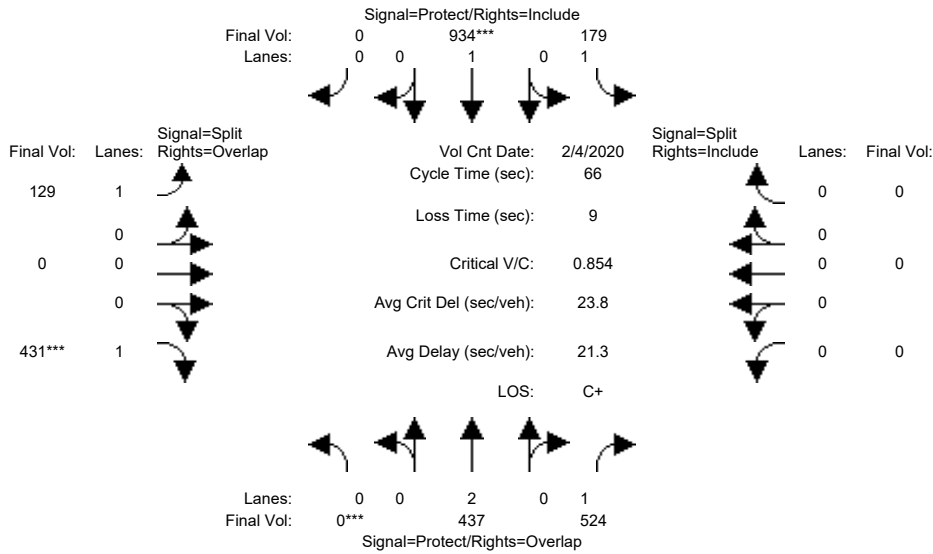 Signal=Protect/Rights=Include
Final Vol: 0 934*** 179
Lanes: 0 0 1 0 1
Signal=Split Signal=Split
Final Vol: Lanes: Rights=Overlap Vol Cnt Date: 2/4/2020 Rights=Include Lanes: Final Vol:
Cycle Time (sec): 66
129 1 0 0
Loss Time (sec): 9
0 0
0 0 Critical V/C: 0.854 0 0
0 Avg Crit Del (sec/veh): 23.8 0
431*** 1 Avg Delay (sec/veh): 21.3 0 0
LOS: C+
Lanes: 0 0 2 0 1
Final Vol: 0*** 437 524
Signal=Protect/Rights=Overlap